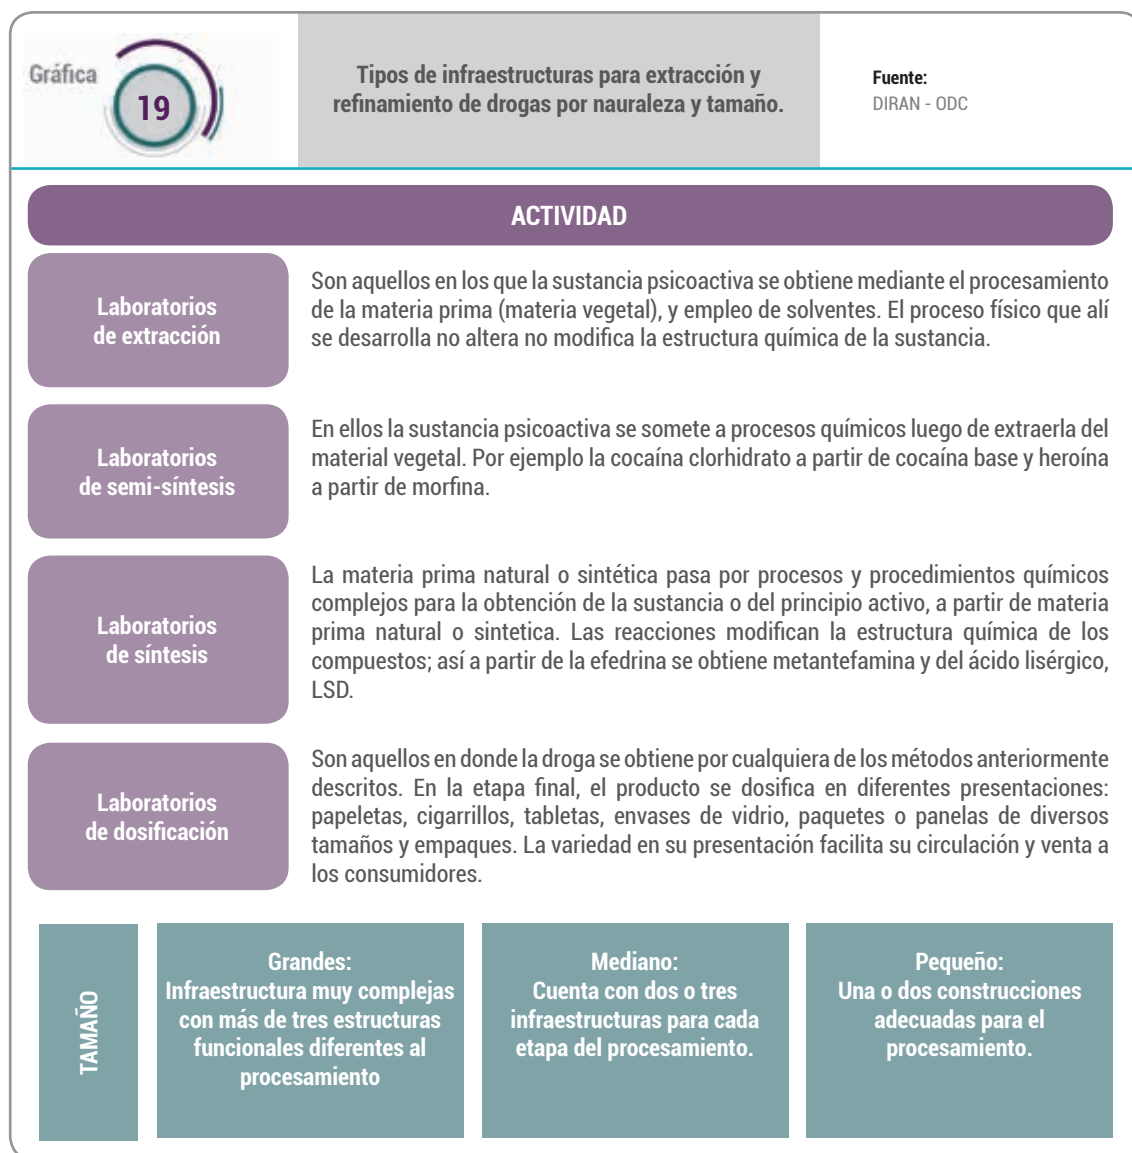 Gráfica
19
Tipos de infraestructuras para extracción y
refinamiento de drogas por nauraleza y tamaño.
Fuente:
DIRAN - ODC
ACTIVIDAD
Laboratorios
de extracción
Son aquellos en los que la sustancia psicoactiva se obtiene mediante el procesamiento
de la materia prima (materia vegetal), y empleo de solventes. El proceso físico que alí
se desarrolla no altera no modifica la estructura química de la sustancia.
Laboratorios
de semi-síntesis
En ellos la sustancia psicoactiva se somete a procesos químicos luego de extraerla del
material vegetal. Por ejemplo la cocaína clorhidrato a partir de cocaína base y heroína
a partir de morfina.
Laboratorios
de síntesis
La materia prima natural o sintética pasa por procesos y procedimientos químicos
complejos para la obtención de la sustancia o del principio activo, a partir de materia
prima natural o sintetica. Las reacciones modifican la estructura química de los
compuestos; así a partir de la efedrina se obtiene metantefamina y del ácido lisérgico,
LSD.
Laboratorios
de dosificación
Son aquellos en donde la droga se obtiene por cualquiera de los métodos anteriormente
descritos. En la etapa final, el producto se dosifica en diferentes presentaciones:
papeletas, cigarrillos, tabletas, envases de vidrio, paquetes o panelas de diversos
tamaños y empaques. La variedad en su presentación facilita su circulación y venta a
los consumidores.
TAMAÑO
Grandes:
Infraestructura muy complejas
con más de tres estructuras
funcionales diferentes al
procesamiento
Mediano:
Cuenta con dos o tres
infraestructuras para cada
etapa del procesamiento.
Pequeño:
Una o dos construcciones
adecuadas para el
procesamiento.